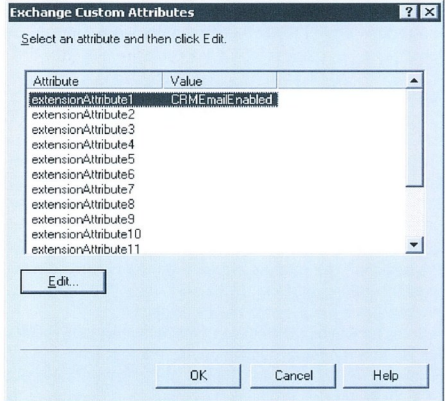 Exchange Custom Attributes
Select an attribute and then click Edit.
Attribute Value
extensionAttribute1 CRMEmailEnabled
extensionAttribute2
extensionAttribute3
extensionAttribute4
extensionAttribute5
extensionAttribute6
extensionAttribute7
extensionAttribute8
extensionAttribute9
extensionAttribute10
extensionAttribute11
Edit...
OK Cancel Help